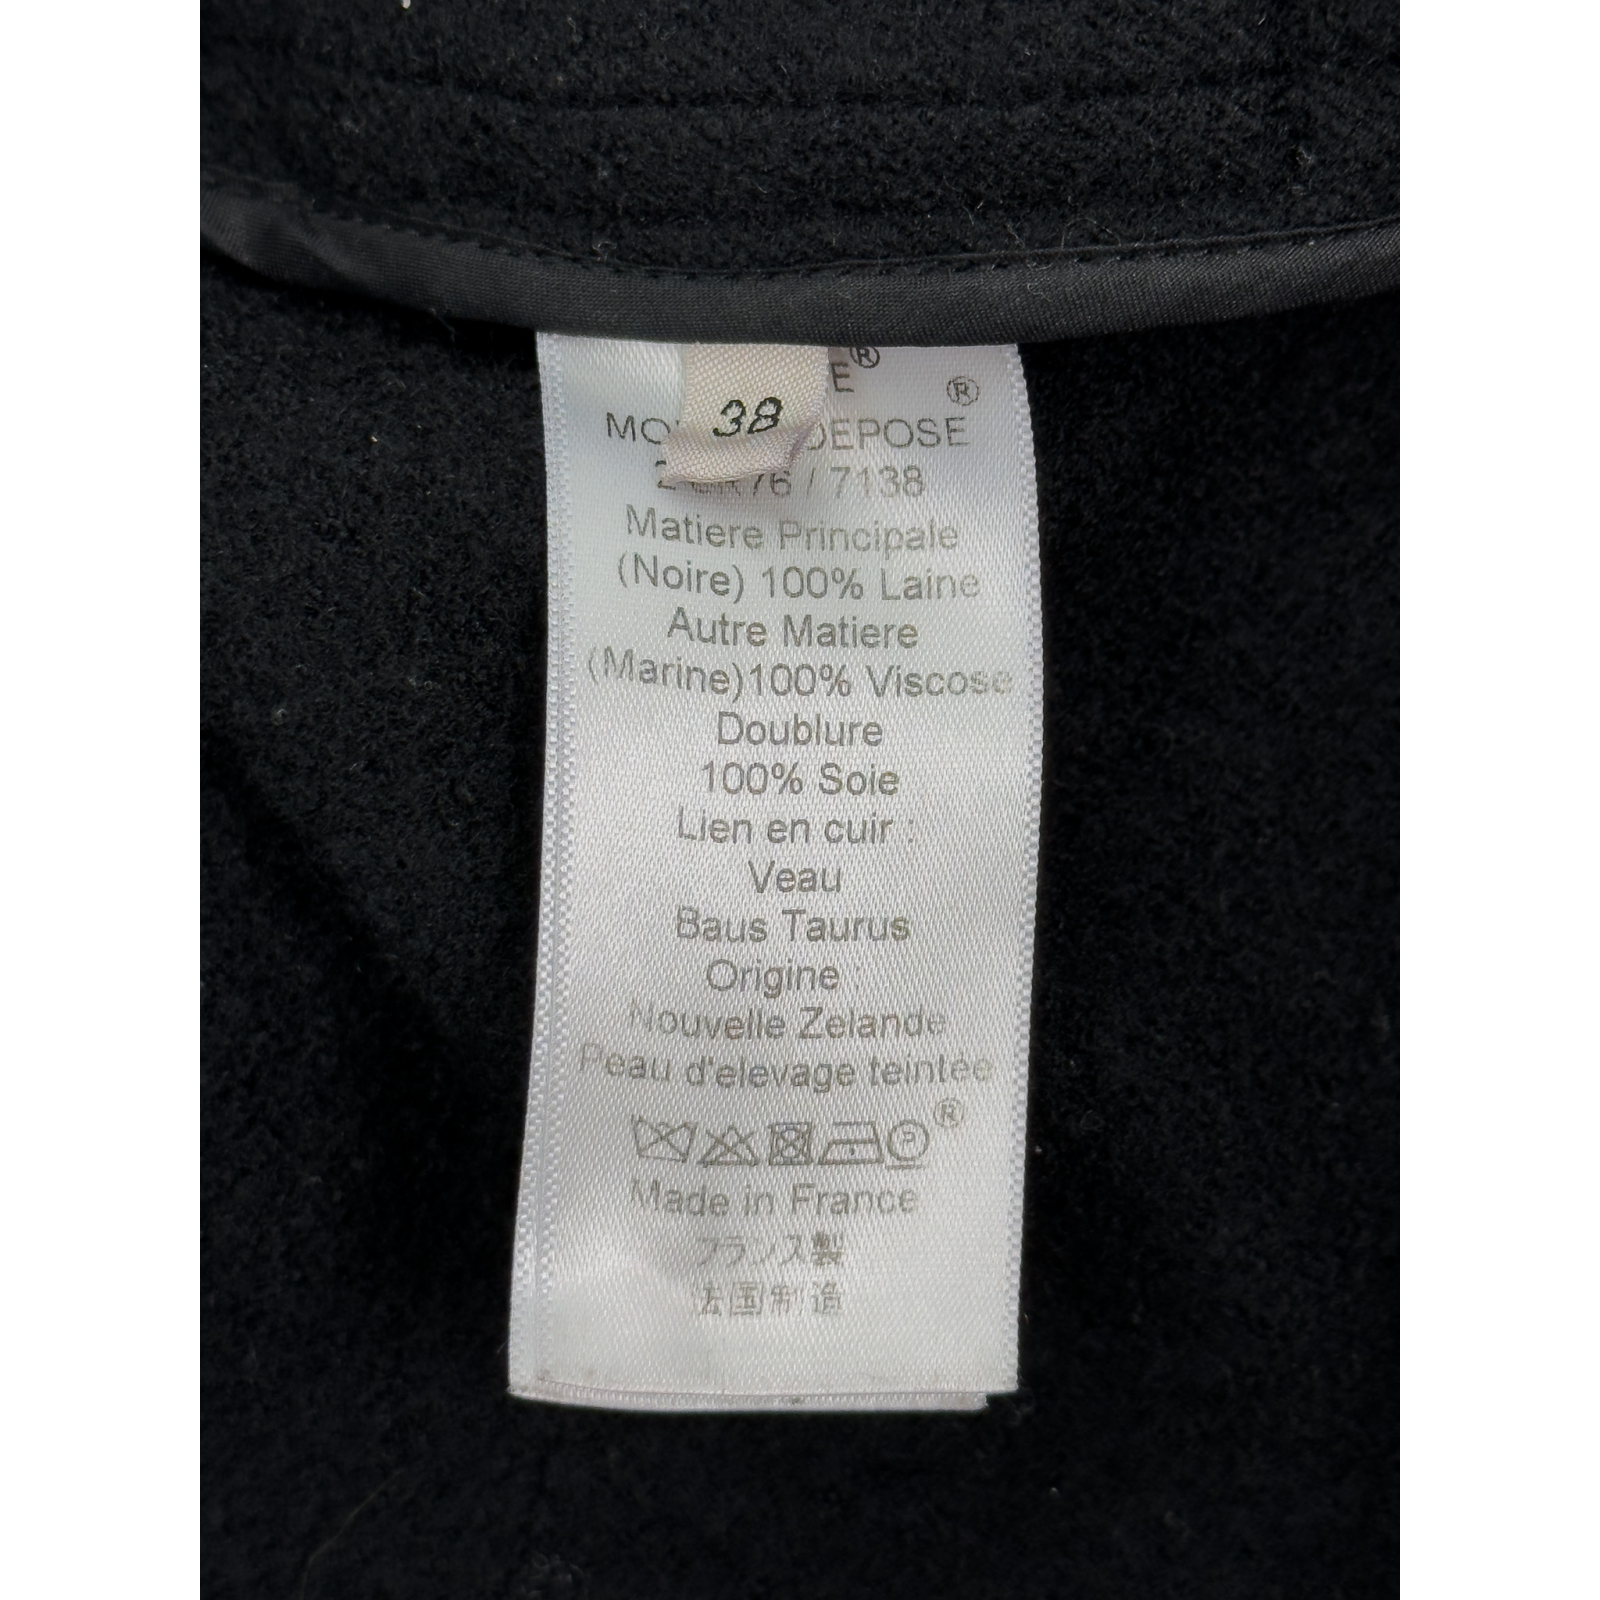 E®
®
38
DEPOSE
76 / 7138
Matiere Principale
(Noire) 100% Laine
Autre Matiere
(Marine)100% Viscose
Doublure
100% Soie
Lien en cuir :
Veau
Baus Taurus
Origine :
Nouvelle Zelande
Peau d'elevage teintée
P ®
Made in France
フランス製
法国制造